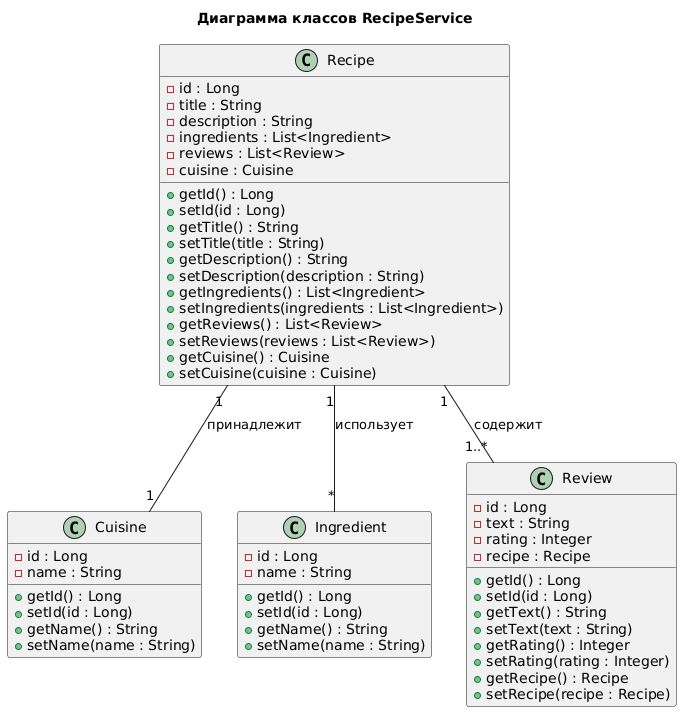 Диаграмма классов RecipeService
C Recipe
id : Long
title : String
description : String
ingredients : List<Ingredient>
reviews : List<Review>
cuisine : Cuisine
getId() : Long
setId(id : Long)
getTitle() : String
setTitle(title : String)
getDescription() : String
setDescription(description : String)
getIngredients() : List<Ingredient>
setIngredients(ingredients : List<Ingredient>)
getReviews() : List<Review>
setReviews(reviews : List<Review>)
getCuisine() : Cuisine
setCuisine(cuisine : Cuisine)
1
1
1
принадлежит
использует
содержит
1
*
1..*
C Cuisine
id : Long
name : String
getId() : Long
setId(id : Long)
getName() : String
setName(name : String)
C Ingredient
id : Long
name : String
getId() : Long
setId(id : Long)
getName() : String
setName(name : String)
C Review
id : Long
text : String
rating : Integer
recipe : Recipe
getId() : Long
setId(id : Long)
getText() : String
setText(text : String)
getRating() : Integer
setRating(rating : Integer)
getRecipe() : Recipe
setRecipe(recipe : Recipe)